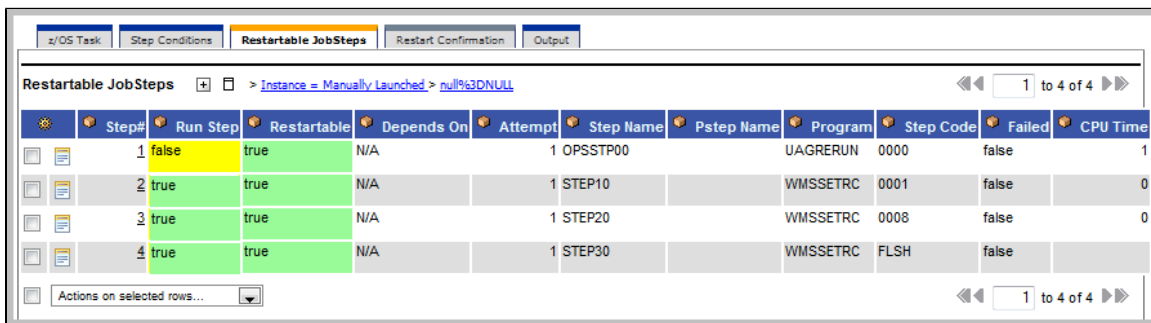 z/OS Task Step Conditions Restartable JobSteps Restart Confirmation Output
Restartable JobSteps > Instance = Manually Launched > null%3DNULL 1 to 4 of 4
Step# Run Step Restartable Depends On Attempt Step Name Pstep Name Program Step Code Failed CPU Time
1 false true N/A 1 OPSSTP00 UAGRERUN 0000 false 1
2 true true N/A 1 STEP10 WMSSETRC 0001 false 0
3 true true N/A 1 STEP20 WMSSETRC 0008 false 0
4 true true N/A 1 STEP30 WMSSETRC FLSH false
Actions on selected rows... 1 to 4 of 4